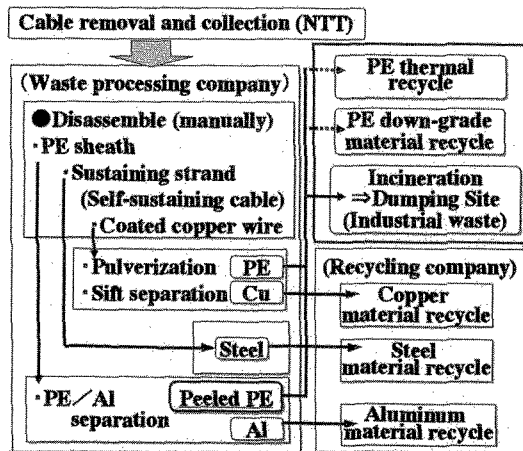 Cable removal and collection (NTT)
(Waste processing company)
●Disassemble (manually)
・PE sheath
・Sustaining strand
(Self-sustaining cable)
・Coated copper wire
・Pulverization PE
・Sift separation Cu
Steel
・PE／Al
separation
Peeled PE
Al
PE thermal
recycle
PE down-grade
material recycle
Incineration
⇒Dumping Site
(Industrial waste)
(Recycling company)
Copper
material recycle
Steel
material recycle
Aluminum
material recycle